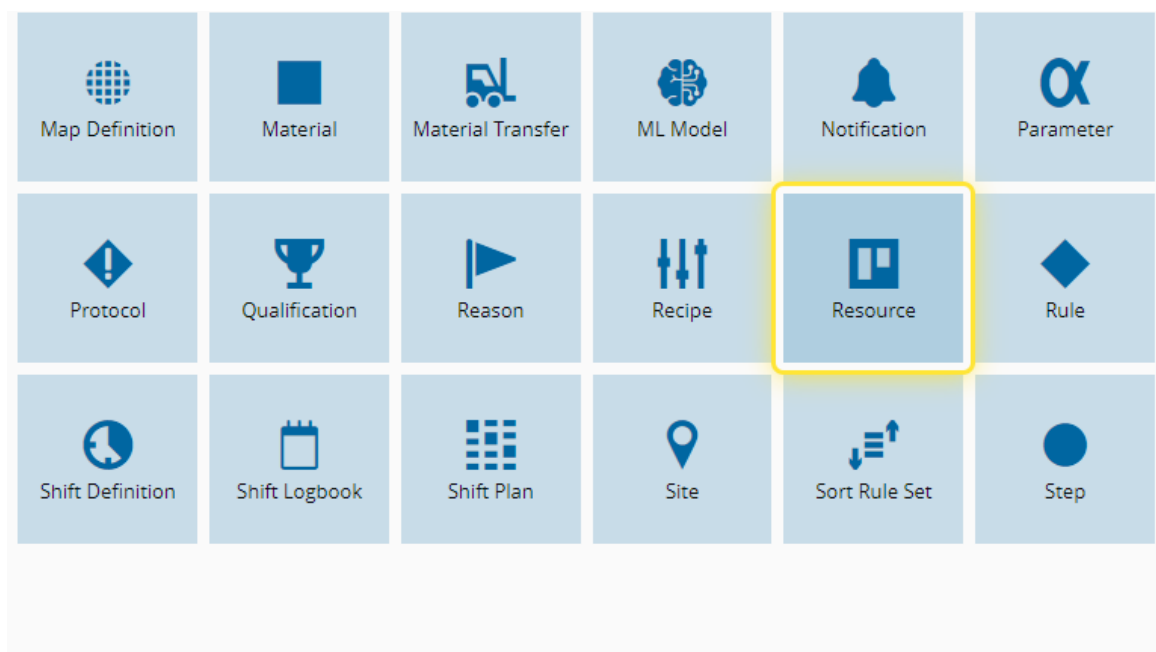 Map Definition
Material
Material Transfer
ML Model
Notification
Parameter
Protocol
Qualification
Reason
Recipe
Resource
Rule
Shift Definition
Shift Logbook
Shift Plan
Site
Sort Rule Set
Step